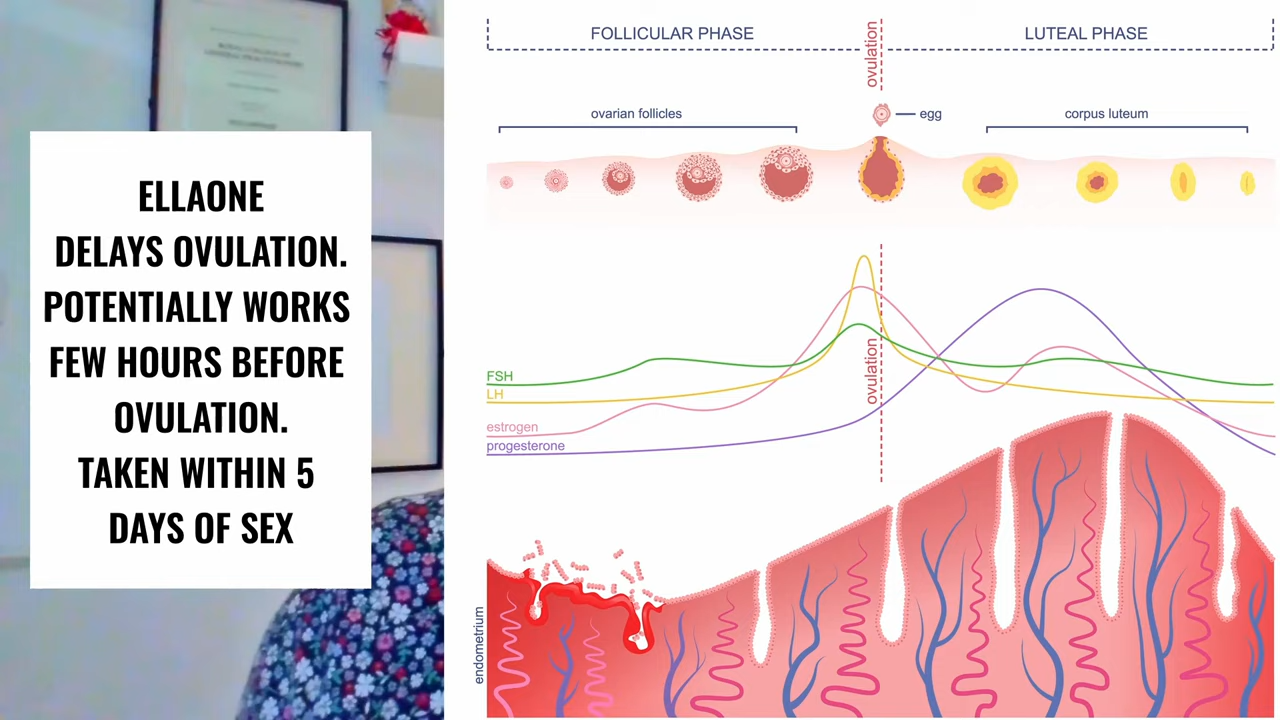 ELLAONE
DELAYS OVULATION.
POTENTIALLY WORKS
FEW HOURS BEFORE
OVULATION.
TAKEN WITHIN 5
DAYS OF SEX
FOLLICULAR PHASE
ovulation
LUTEAL PHASE
egg
ovarian follicles
corpus luteum
ovulation
FSH
LH
estrogen
progesterone
endometrium